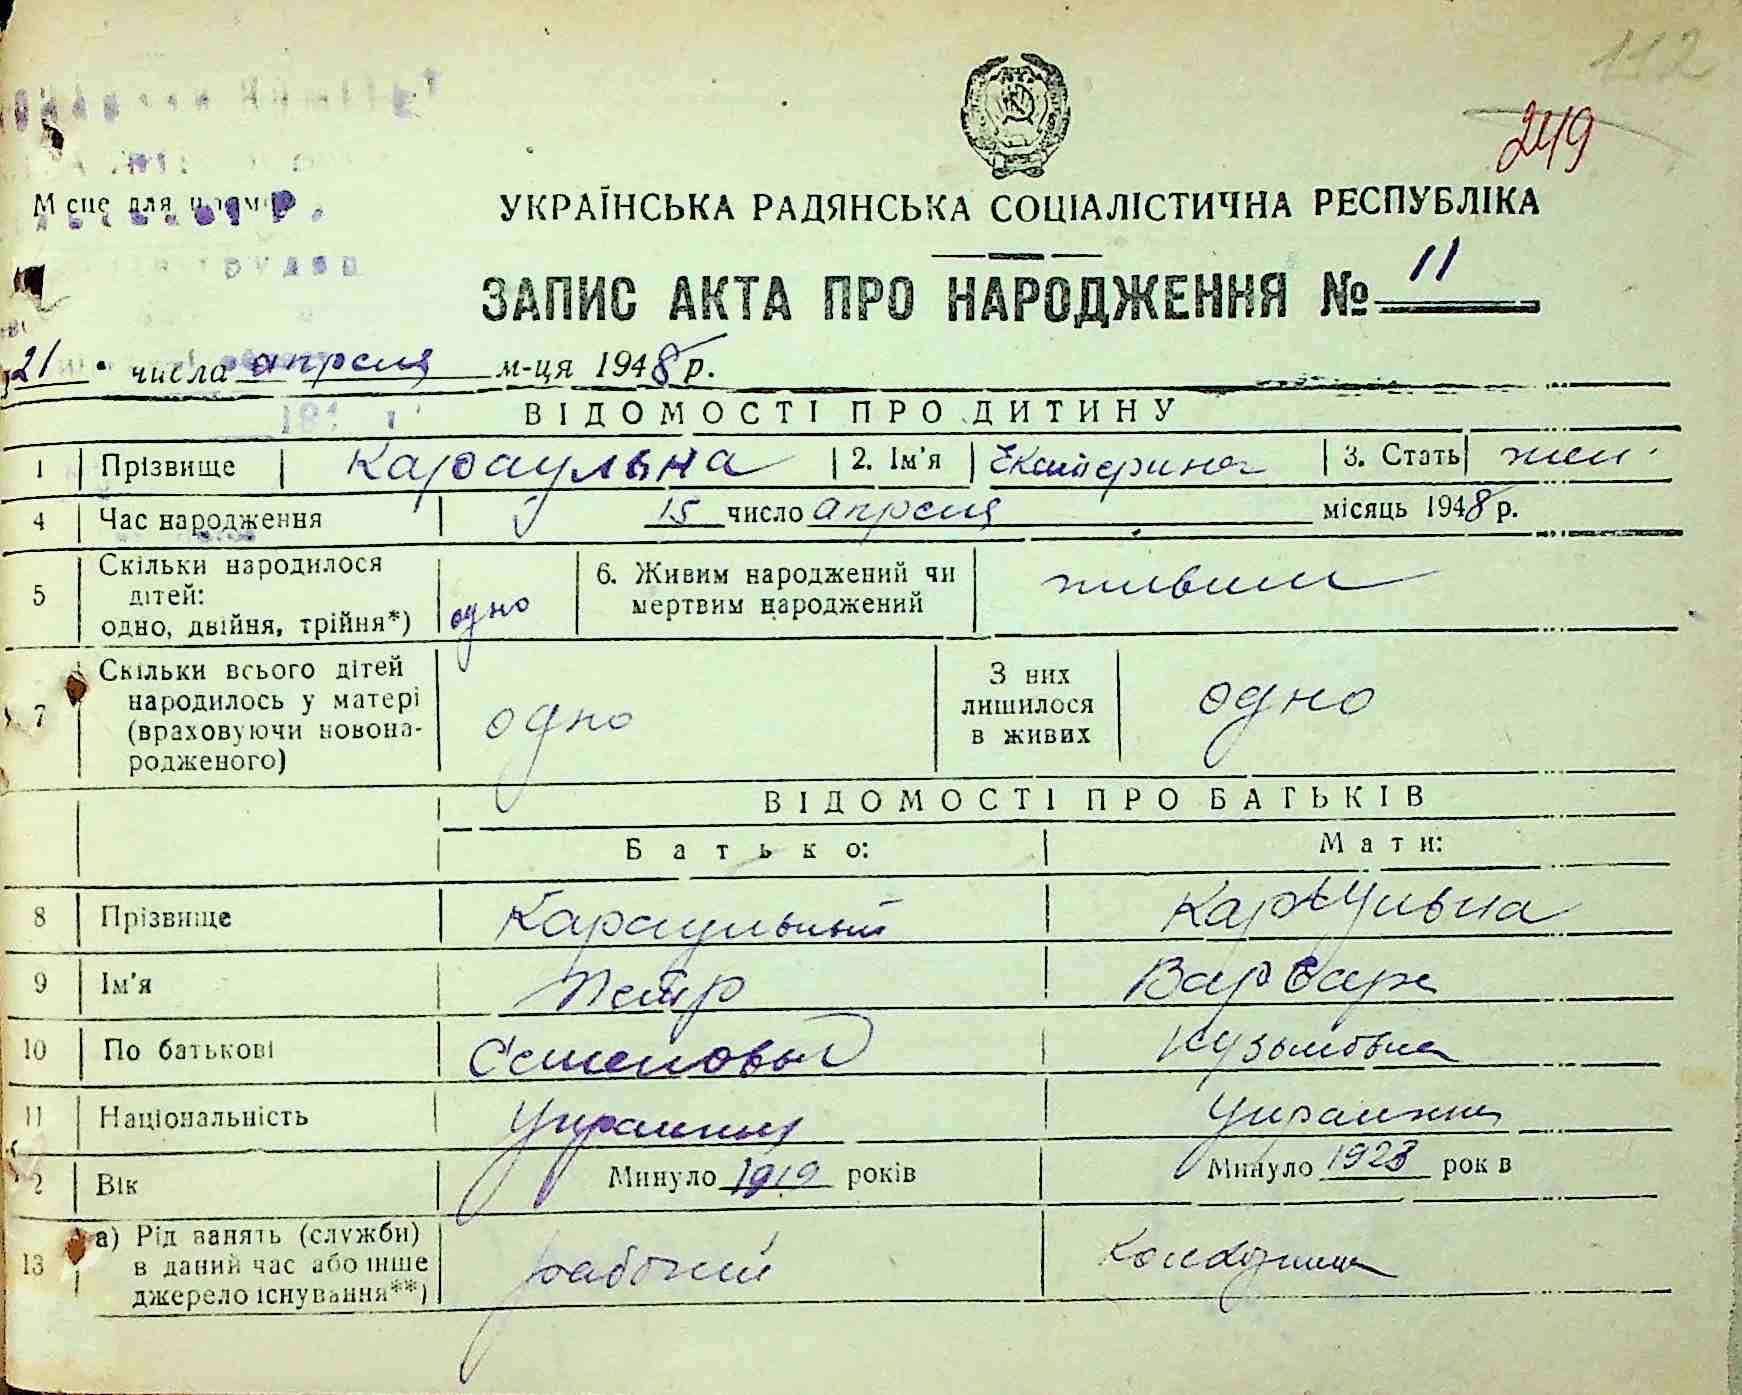 112
249
Місце для
УКРАЇНСЬКА РАДЯНСЬКА СОЦІАЛІСТИЧНА РЕСПУБЛІКА
ЗАПИС АКТА ПРО НАРОДЖЕННЯ № 11
21 числа апреля м-ця 1948 р.
ВІДОМОСТІ ПРО ДИТИНУ
1 Прізвище Караульна 2. Ім'я Екатерина 3. Стать жен
4 Час народження 15 число апреля місяць 1948 р.
5 Скільки народилося дітей: одно, двійня, трійня*) одно 6. Живим народжений чи мертвим народжений живим
7 Скільки всього дітей народилось у матері (враховуючи новонародженого) одно З них лишилося в живих одно
ВІДОМОСТІ ПРО БАТЬКІВ
Батько: Мати:
8 Прізвище Караульный Караульна
9 Ім'я Петр Варвара
10 По батькові Семенович Кузьмовна
11 Національність Украинец Украинка
2 Вік Минуло 1919 років Минуло 1923 рок в
13 а) Рід занять (служби) в даний час або інше джерело існування**) рабочий колхозница